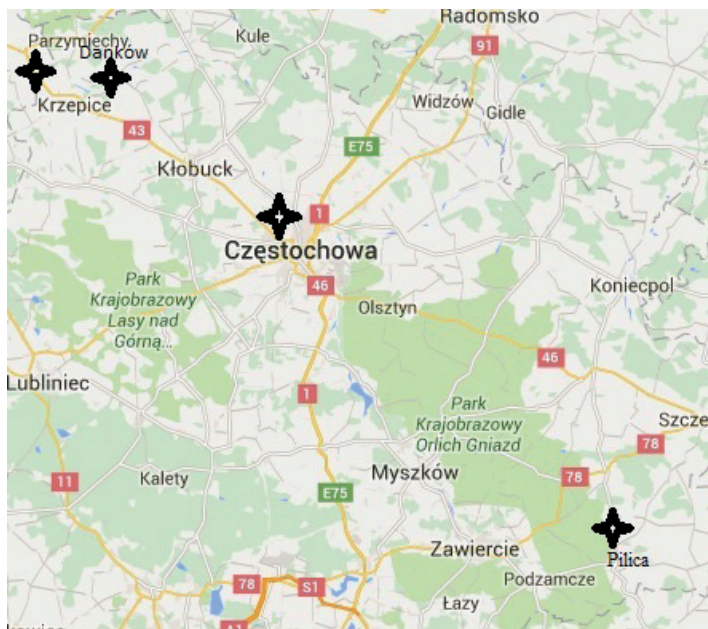 Radomsko
Parzymiechy
Kule
Danków
91
Widzów
Gidle
Krzepice
43
E75
Kłobuck
1
Częstochowa
Park
Krajobrazowy
Lasy nad
Górną...
46
Koniecpol
Olsztyn
46
Lubliniec
1
Park
Krajobrazowy
Orlich Gniazd
Szcze
78
Myszków
78
11
Kalety
E75
Pilica
Zawiercie
78
S1
Podzamcze
Łazy
A1